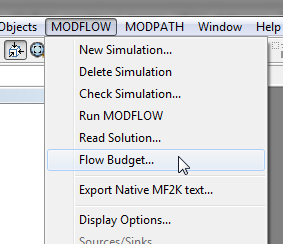 Objects MODFLOW MODPATH Window Help
New Simulation...
Delete Simulation
Check Simulation...
Run MODFLOW
Read Solution...
Flow Budget...
Export Native MF2K text...
Display Options...
Sources/Sinks